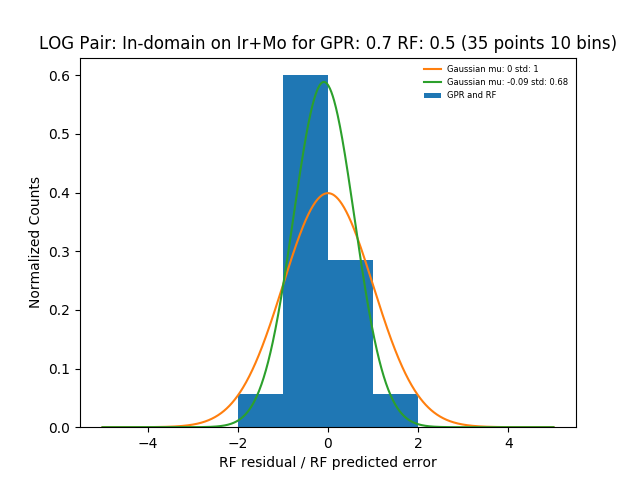 LOG Pair: In-domain on Ir+Mo for GPR: 0.7 RF: 0.5 (35 points 10 bins)
Gaussian mu: 0 std: 1
Gaussian mu: -0.09 std: 0.68
GPR and RF
Normalized Counts
0.6
0.5
0.4
0.3
0.2
0.1
0.0
−4 −2 0 2 4
RF residual / RF predicted error